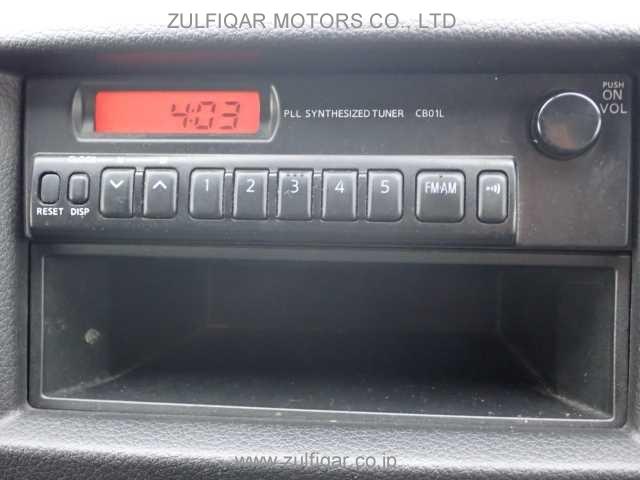 ZULFIQAR MOTORS CO., LTD
PUSH
ON
VOL
4:03
PLL SYNTHESIZED TUNER CB01L
1 2 3 4 5 FM·AM
RESET DISP
www.zulfiqar.co.jp